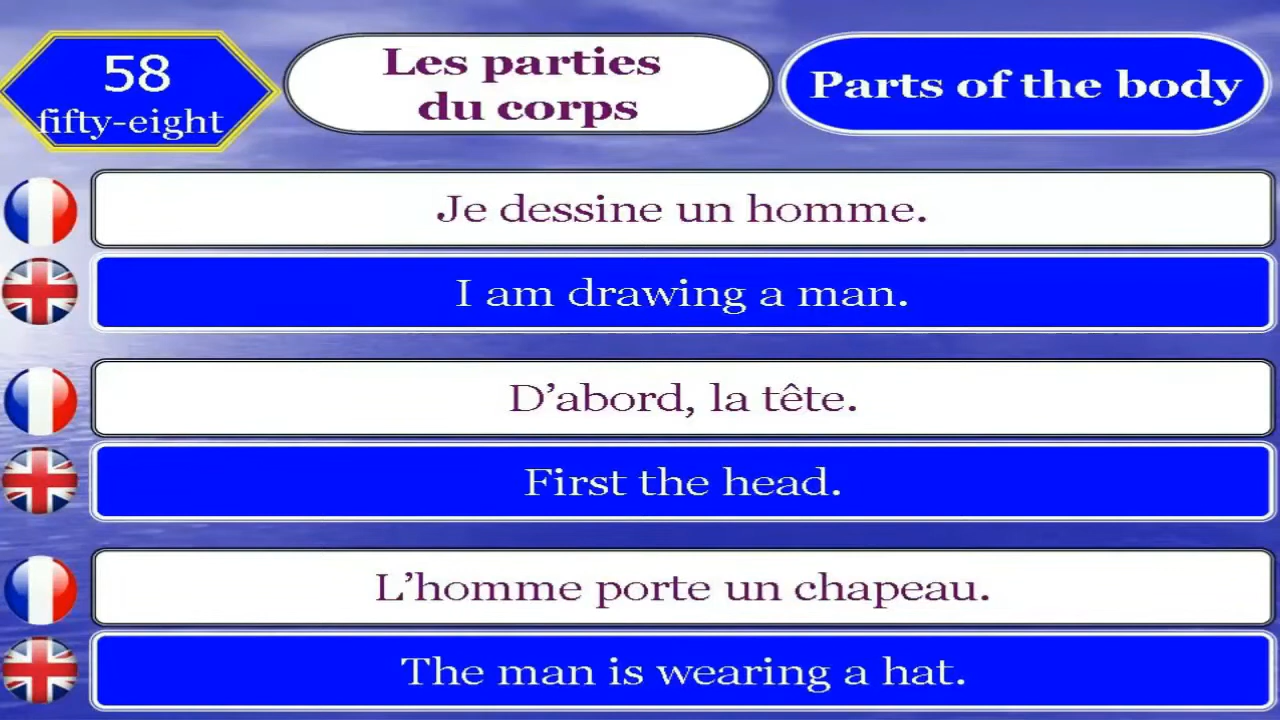 58
fifty-eight
Les parties
du corps
Parts of the body
Je dessine un homme.
I am drawing a man.
D’abord, la tête.
First the head.
L’homme porte un chapeau.
The man is wearing a hat.